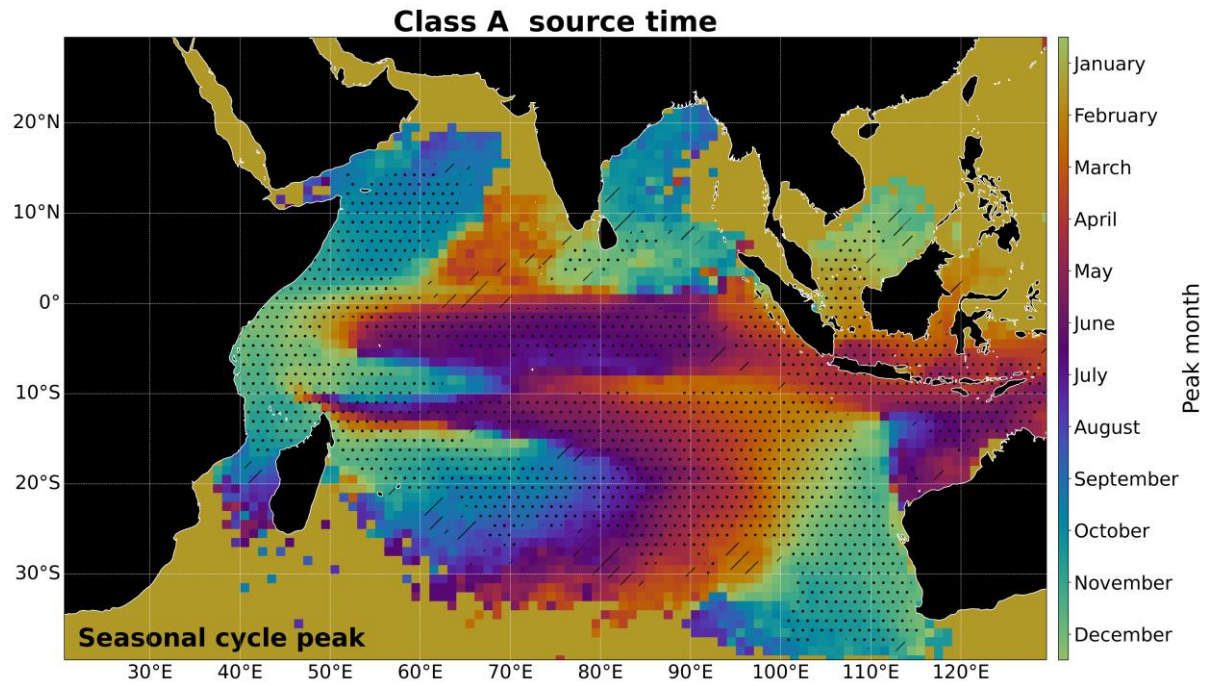 Class A source time
20°N
10°N
0°
10°S
20°S
30°S
Seasonal cycle peak
30°E
40°E
50°E
60°E
70°E
80°E
90°E
100°E
110°E
120°E
January
February
March
April
May
June
July
August
September
October
November
December
Peak month